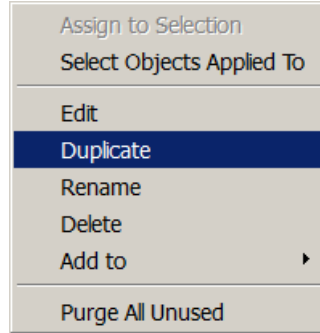 Assign to Selection
Select Objects Applied To
Edit
Duplicate
Rename
Delete
Add to
Purge All Unused